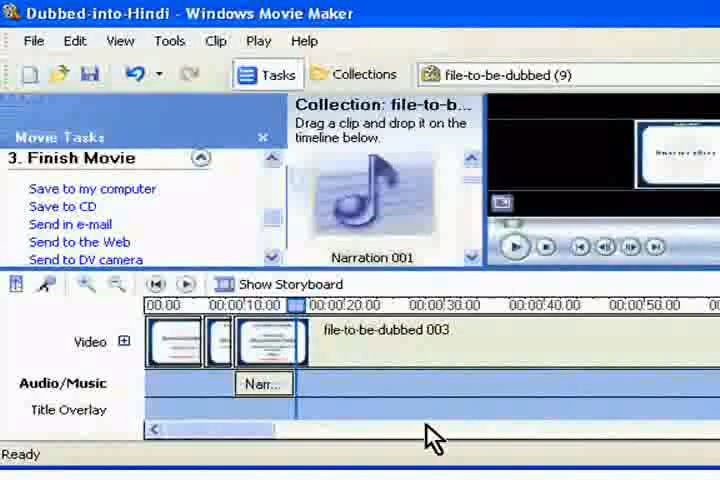 Dubbed-into-Hindi - Windows Movie Maker
File Edit View Tools Clip Play Help
Tasks Collections file-to-be-dubbed (9)
Movie Tasks
3. Finish Movie
Save to my computer
Save to CD
Send in e-mail
Send to the Web
Send to DV camera
Collection: file-to-b...
Drag a clip and drop it on the
timeline below.
Narration 001
Show Storyboard
00.00 00:00:10.00 00:00:20.00 00:00:30.00 00:00:40.00 00:00:50.00
Video file-to-be-dubbed 003
Audio/Music Narr...
Title Overlay
Ready